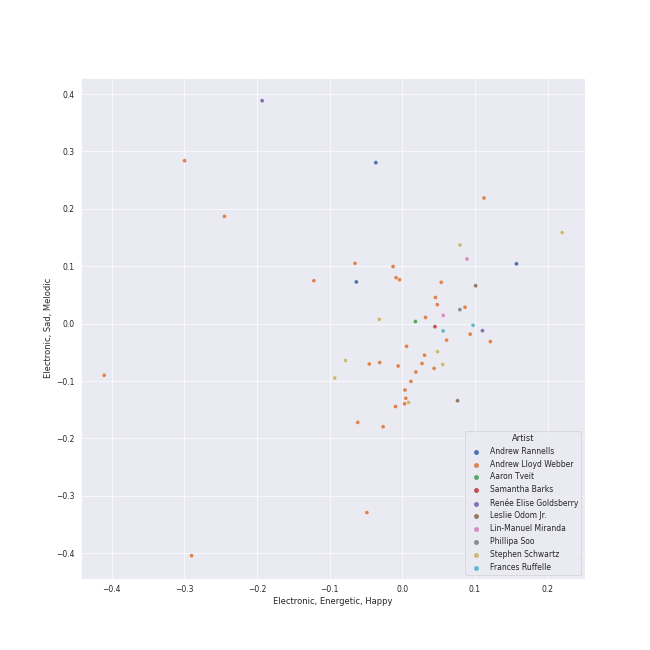 0.4
0.3
0.2
0.1
0.0
−0.1
−0.2
−0.3
−0.4
Electronic, Sad, Melodic
−0.4 −0.3 −0.2 −0.1 0.0 0.1 0.2
Electronic, Energetic, Happy
Artist
Andrew Rannells
Andrew Lloyd Webber
Aaron Tveit
Samantha Barks
Renée Elise Goldsberry
Leslie Odom Jr.
Lin-Manuel Miranda
Phillipa Soo
Stephen Schwartz
Frances Ruffelle